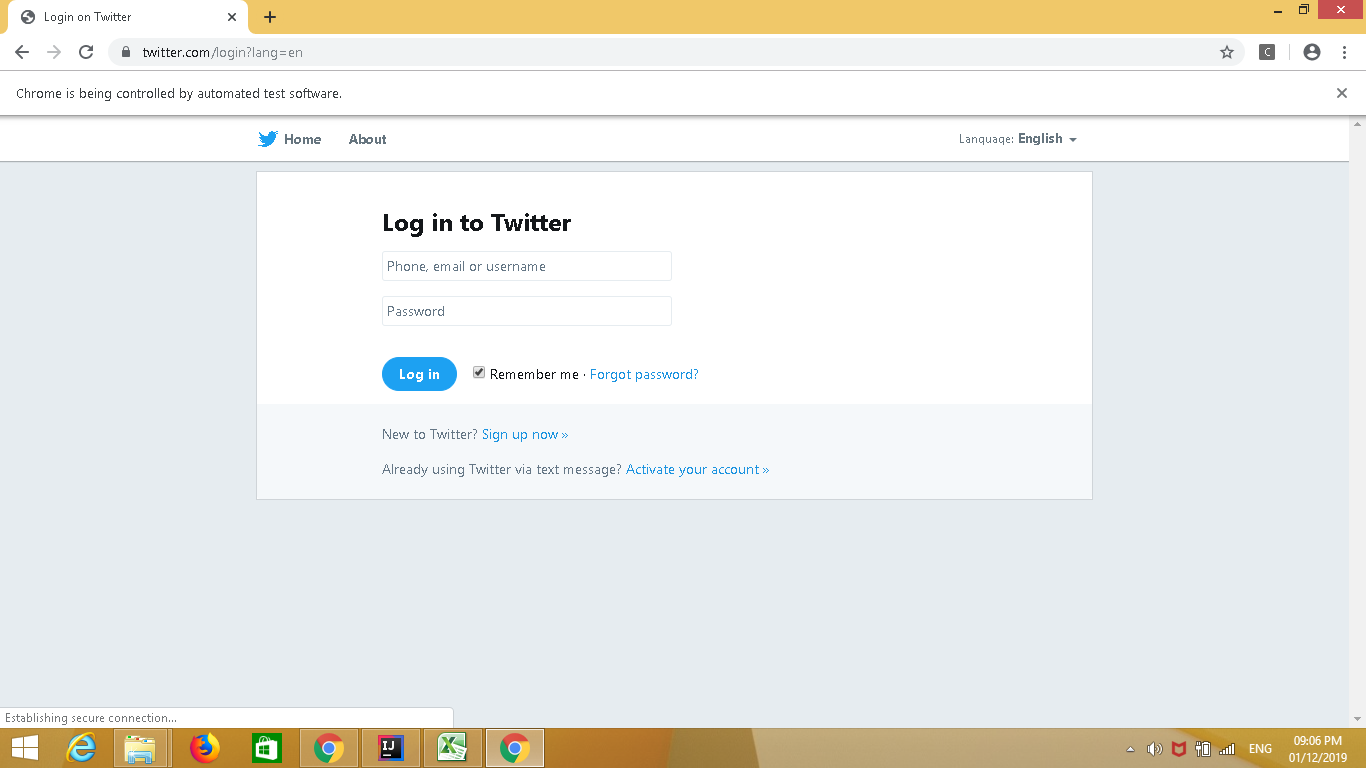 Login on Twitter
twitter.com/login?lang=en
C
Chrome is being controlled by automated test software.
Home About Language: English
Log in to Twitter
Phone, email or username
Password
Log in Remember me · Forgot password?
New to Twitter? Sign up now »
Already using Twitter via text message? Activate your account »
Establishing secure connection...
IJ
ENG
09:06 PM
01/12/2019